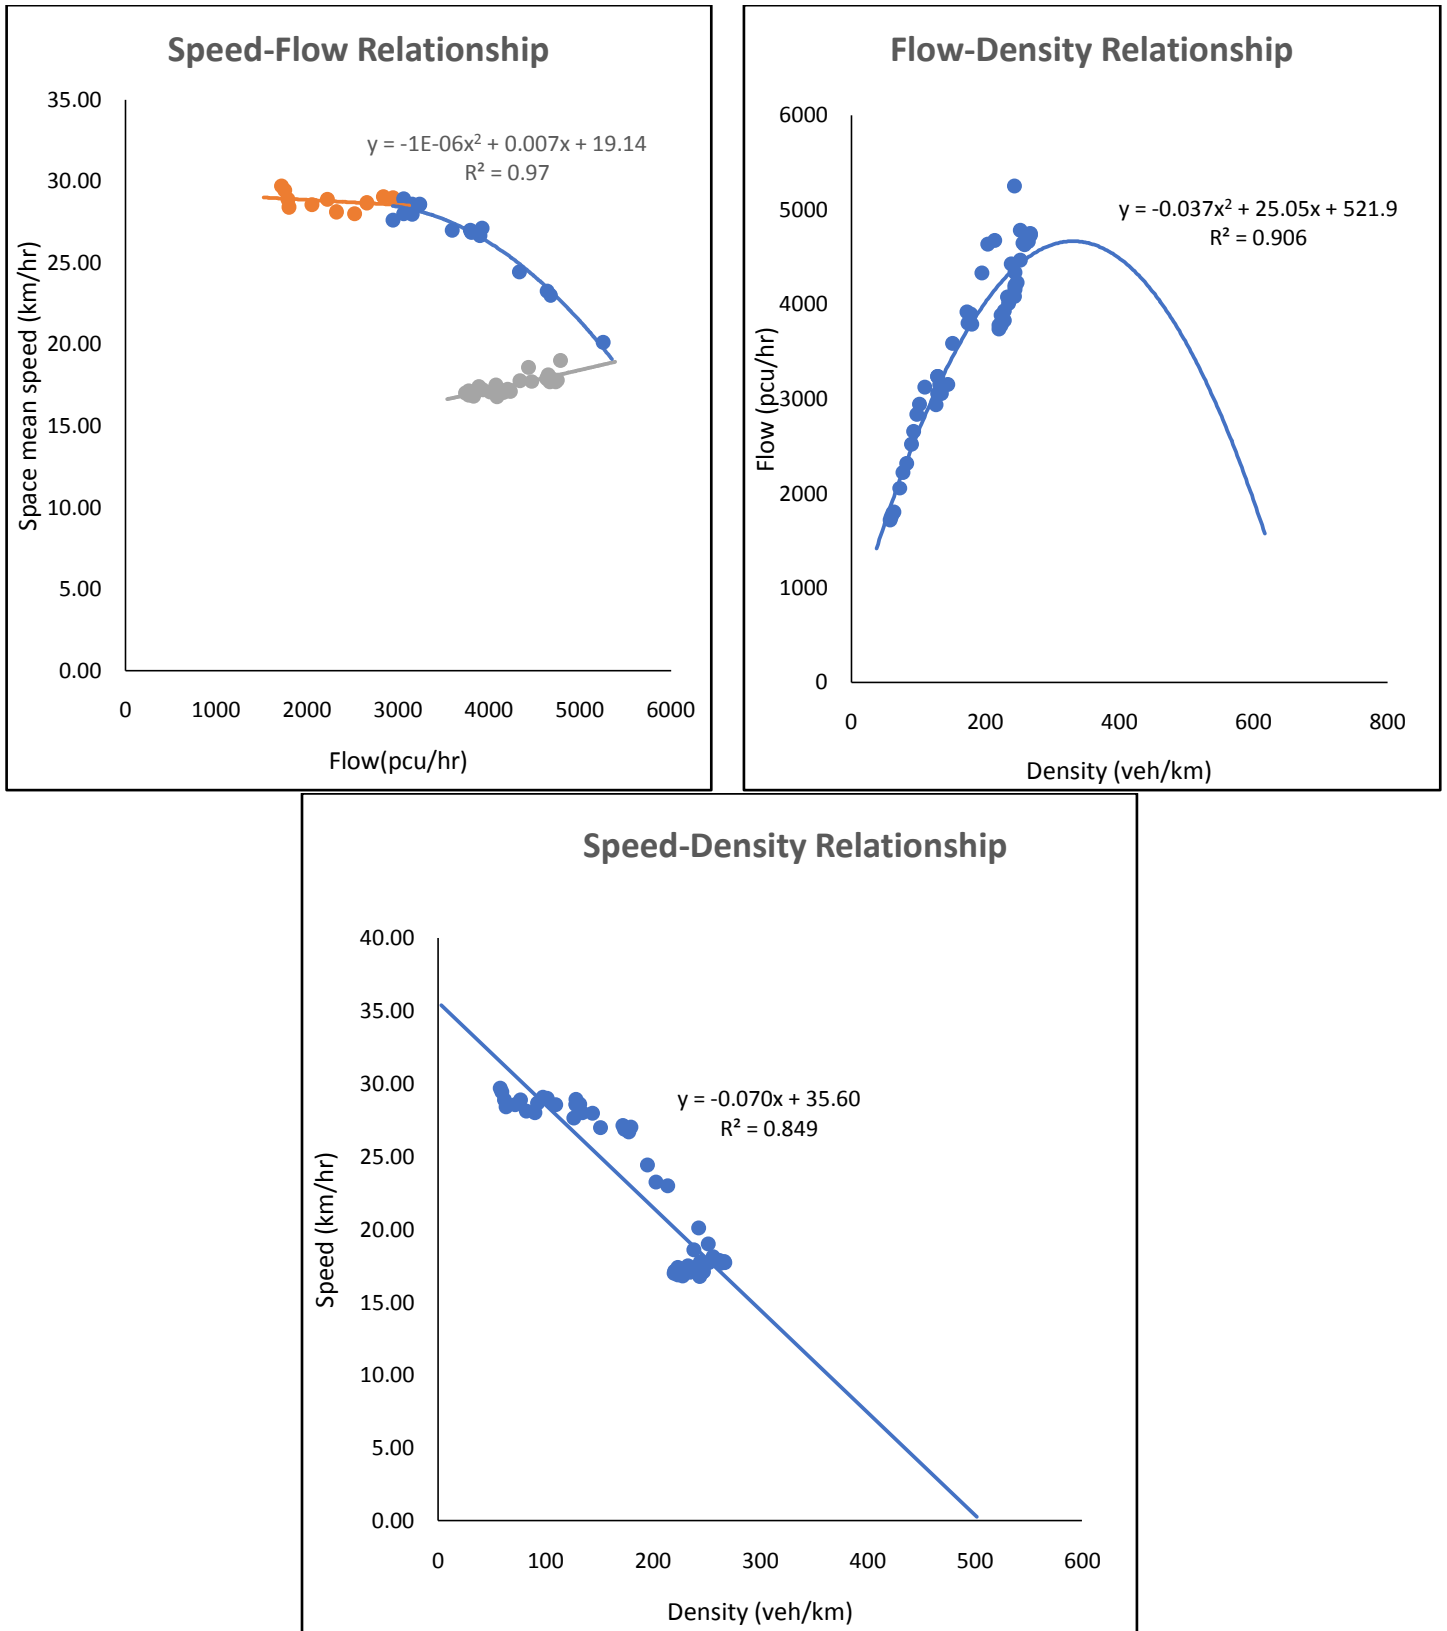 Speed-Flow Relationship
35.00
30.00
25.00
20.00
15.00
10.00
5.00
0.00
Space mean speed (km/hr)
y = -1E-06x² + 0.007x + 19.14
R² = 0.97
0 1000 2000 3000 4000 5000 6000
Flow(pcu/hr)
Flow-Density Relationship
6000
5000
4000
3000
2000
1000
0
Flow (pcu/hr)
y = -0.037x² + 25.05x + 521.9
R² = 0.906
0 200 400 600 800
Density (veh/km)
Speed-Density Relationship
40.00
35.00
30.00
25.00
20.00
15.00
10.00
5.00
0.00
Speed (km/hr)
y = -0.070x + 35.60
R² = 0.849
0 100 200 300 400 500 600
Density (veh/km)